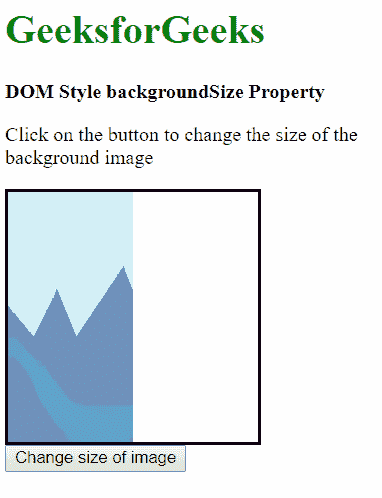 GeeksforGeeks
DOM Style backgroundSize Property
Click on the button to change the size of the
background image
Change size of image